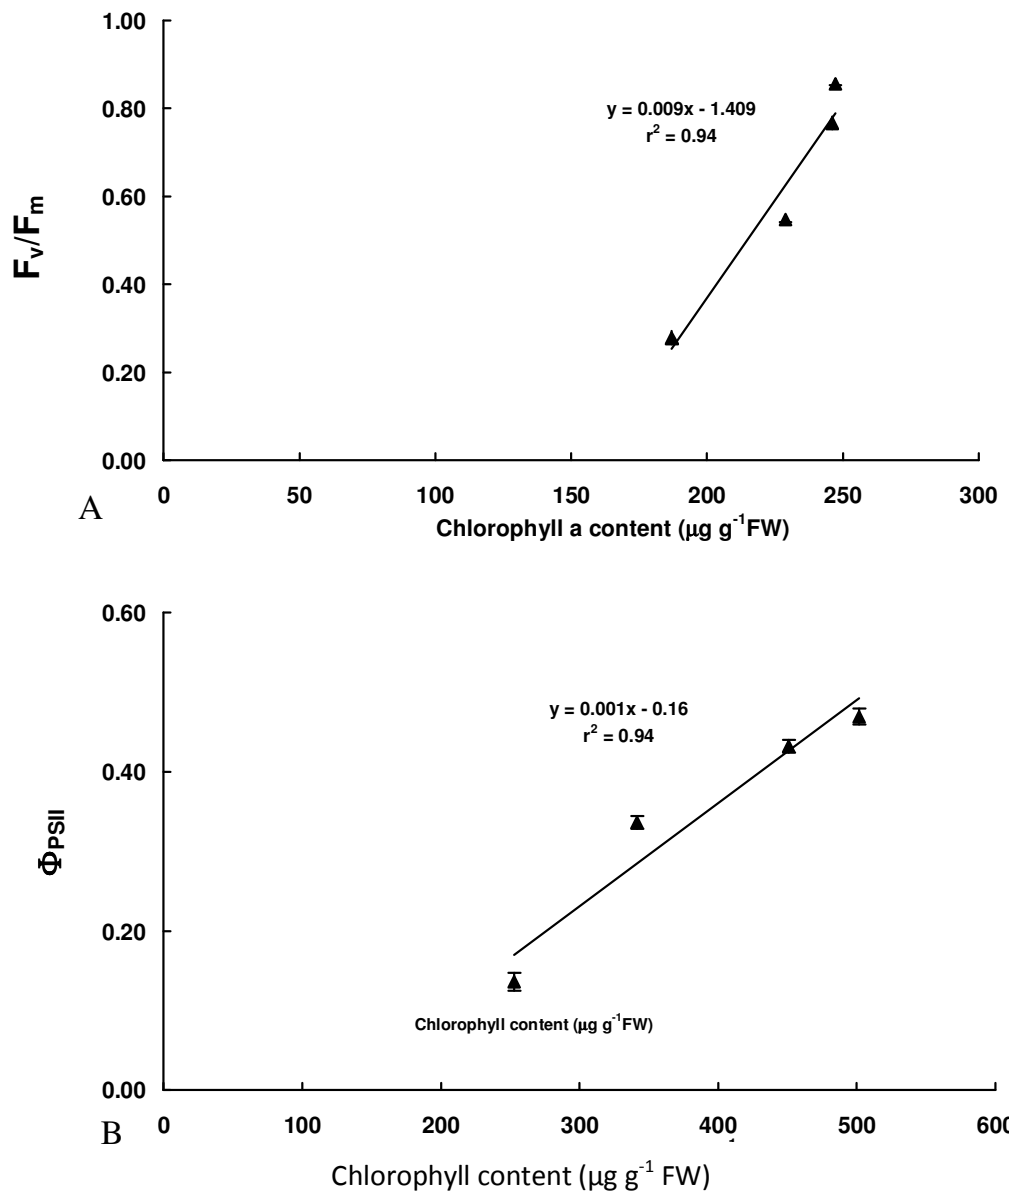 1.00
0.80
0.60
0.40
0.20
0.00
F_v/F_m
y = 0.009x - 1.409
r² = 0.94
0 50 100 150 200 250 300
A
Chlorophyll a content (µg g⁻¹FW)
0.60
0.40
0.20
0.00
Φ_PSII
y = 0.001x - 0.16
r² = 0.94
Chlorophyll content (µg g⁻¹FW)
0 100 200 300 400 500 600
B
Chlorophyll content (µg g⁻¹ FW)